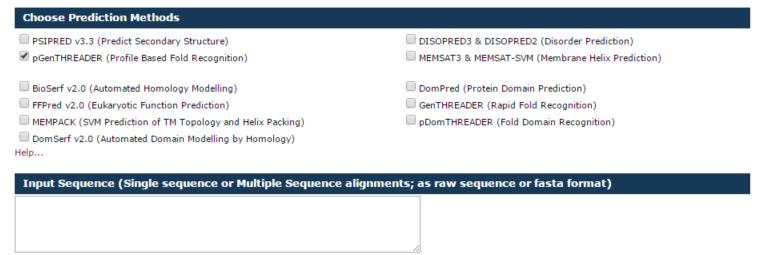 Choose Prediction Methods
PSIPRED v3.3 (Predict Secondary Structure)
DISOPRED3 & DISOPRED2 (Disorder Prediction)
pGenTHREADER (Profile Based Fold Recognition)
MEMSAT3 & MEMSAT-SVM (Membrane Helix Prediction)
BioSerf v2.0 (Automated Homology Modelling)
DomPred (Protein Domain Prediction)
FFPred v2.0 (Eukaryotic Function Prediction)
GenTHREADER (Rapid Fold Recognition)
MEMPACK (SVM Prediction of TM Topology and Helix Packing)
pDomTHREADER (Fold Domain Recognition)
DomSerf v2.0 (Automated Domain Modelling by Homology)
Help...
Input Sequence (Single sequence or Multiple Sequence alignments; as raw sequence or fasta format)